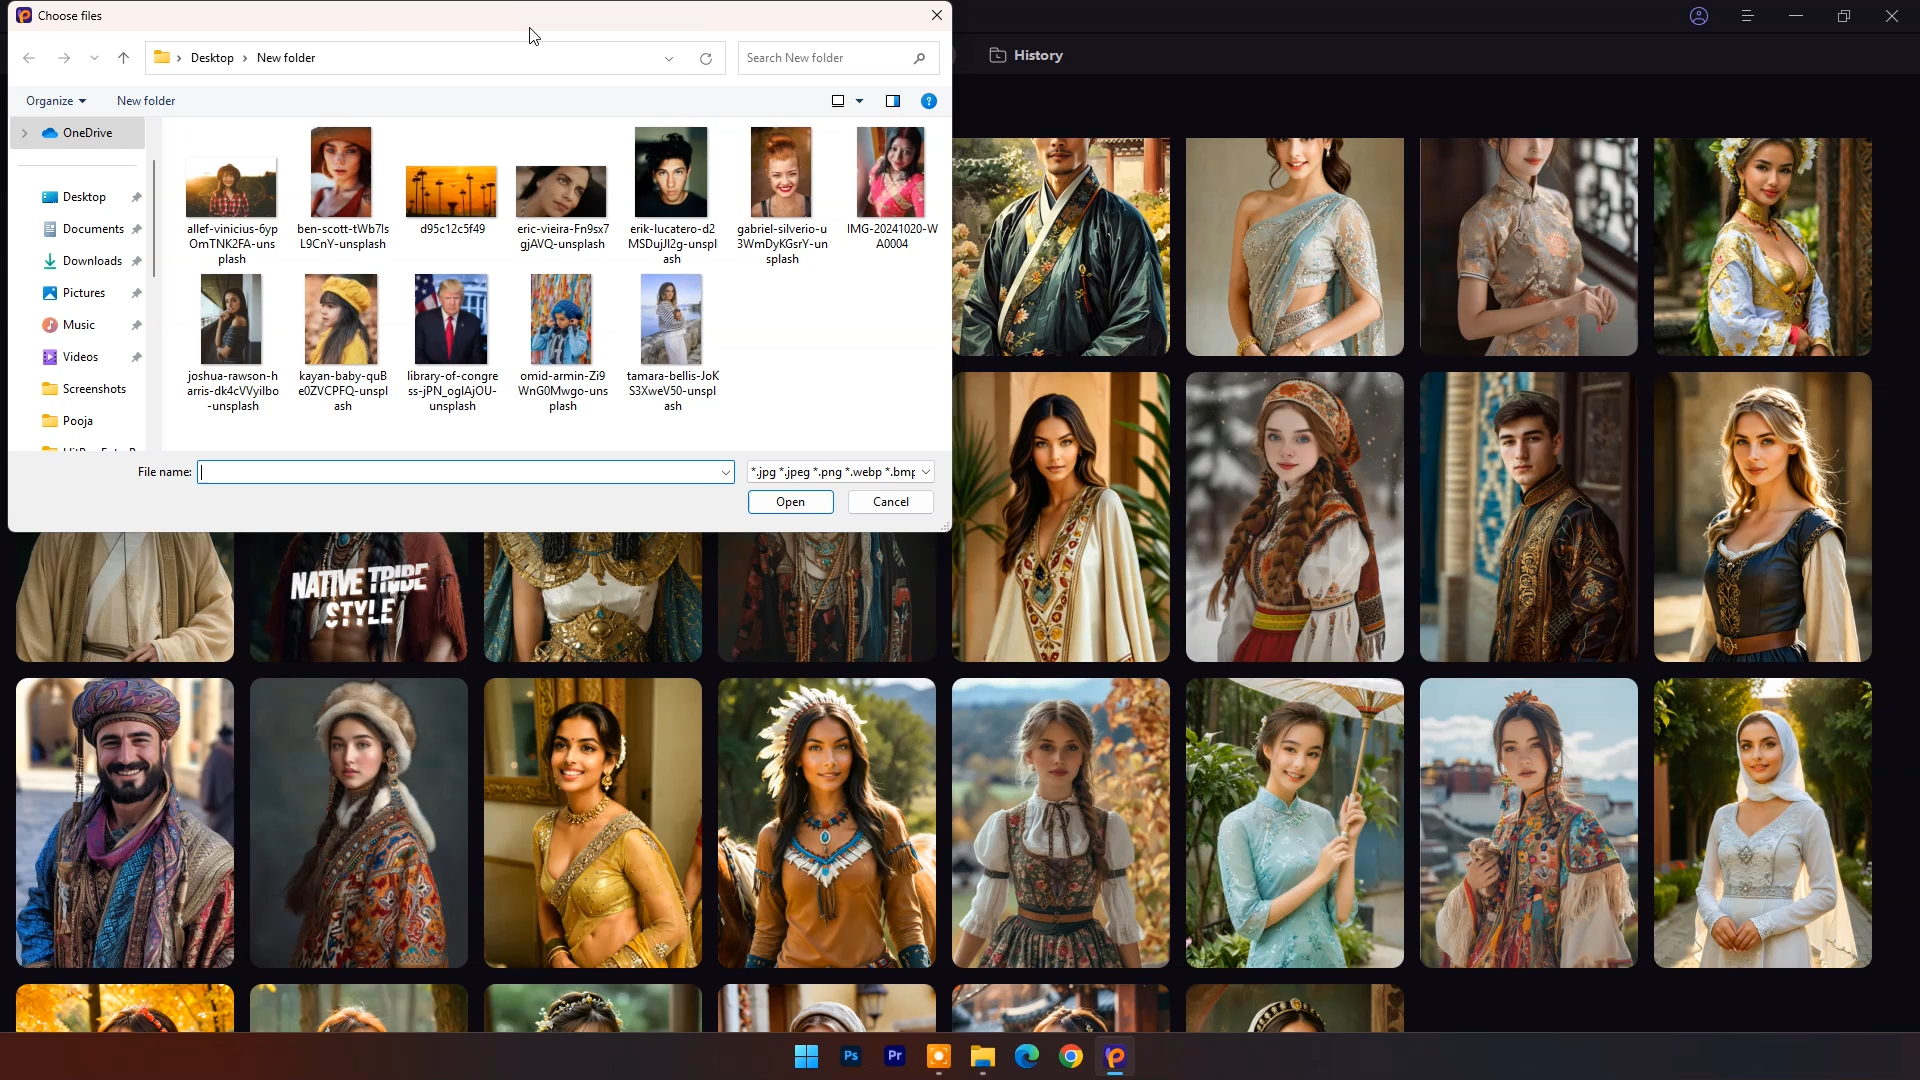 Choose files
Desktop
New folder
Search New folder
Organize
New folder
?
OneDrive
Desktop
Documents
Downloads
Pictures
Music
Videos
Screenshots
Pooja
allef-vinicius-6yp
OmTNK2FA-uns
plash
ben-scott-tWb7ls
L9CnY-unsplash
d95c12c5f49
eric-vieira-Fn9sx7
gjAVQ-unsplash
erik-lucatero-d2
MSDujJl2g-unspl
ash
gabriel-silverio-u
3WmDyKGsrY-un
splash
IMG-20241020-W
A0004
joshua-rawson-h
arris-dk4cVVyilbo
-unsplash
kayan-baby-quB
e0ZVCPFQ-unspl
ash
library-of-congre
ss-jPN_oglAjOU-
unsplash
omid-armin-Zi9
WnG0Mwgo-uns
plash
tamara-bellis-JoK
S3XweV50-unspl
ash
File name:
*.jpg *.jpeg *.png *.webp *.bmp
Open
Cancel
History
NATIVE TRIBE
STYLE
Ps
Pr